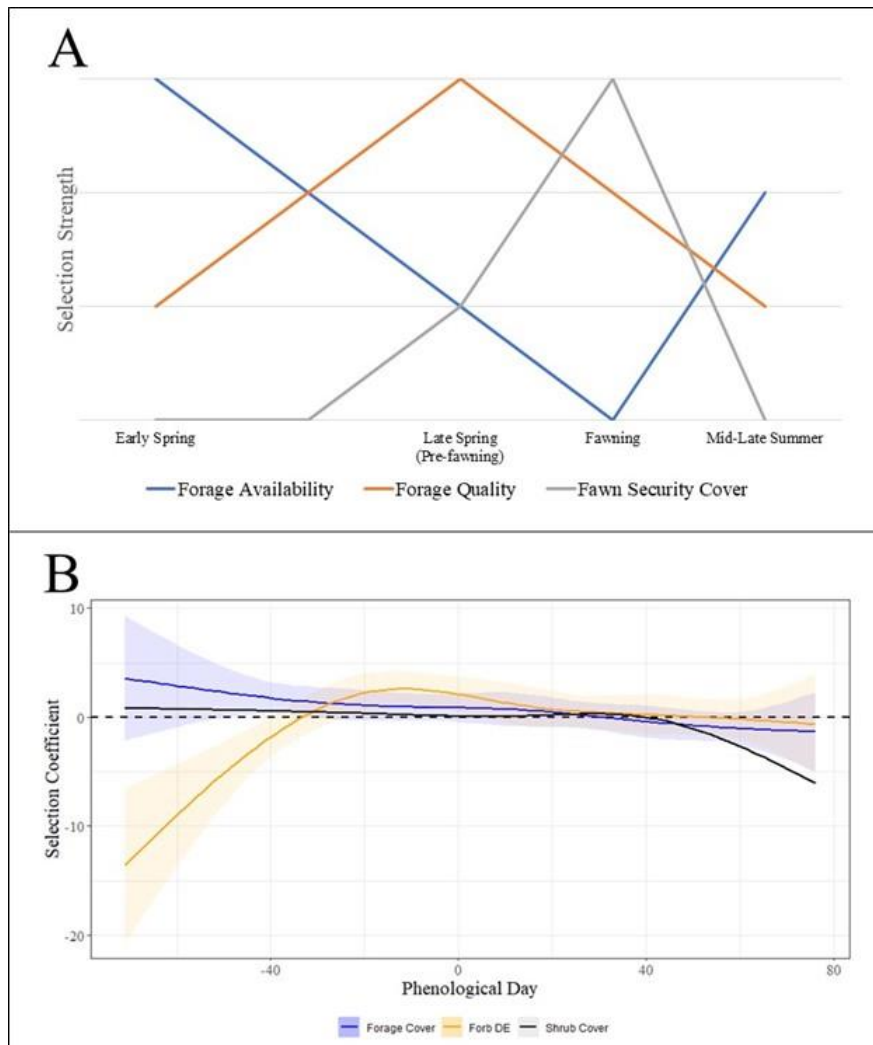 A
Selection Strength
Early Spring
Late Spring
(Pre-fawning)
Fawning
Mid-Late Summer
Forage Availability
Forage Quality
Fawn Security Cover
B
Selection Coefficient
10
0
-10
-20
-40
0
40
80
Phenological Day
Forage Cover
Forb DE
Shrub Cover